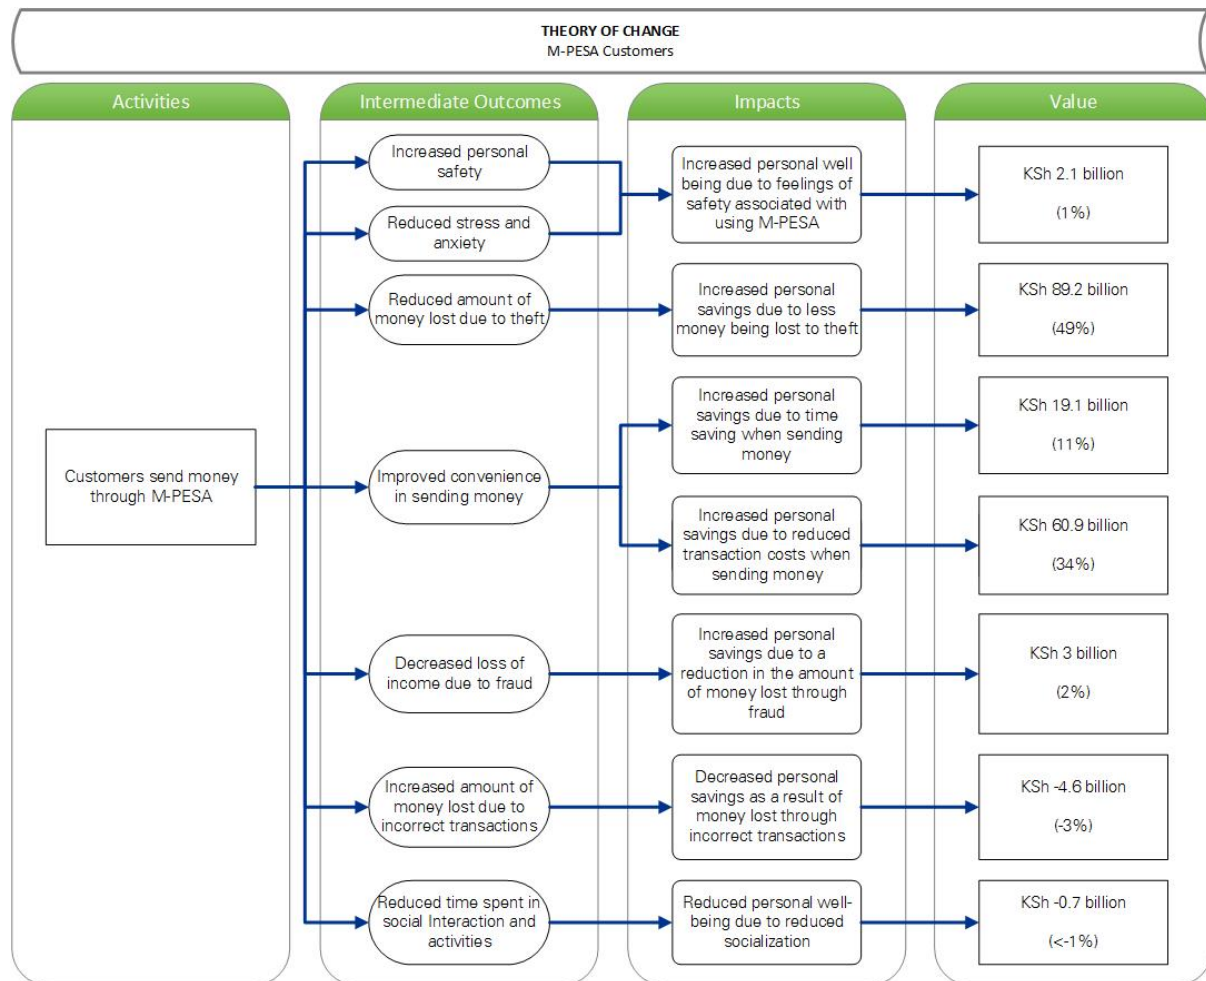 THEORY OF CHANGE
M-PESA Customers
Activities
Intermediate Outcomes
Impacts
Value
Customers send money
through M-PESA
Increased personal
safety
Reduced stress and
anxiety
Increased personal well
being due to feelings of
safety associated with
using M-PESA
KSh 2.1 billion
(1%)
Reduced amount of
money lost due to theft
Increased personal
savings due to less
money being lost to theft
KSh 89.2 billion
(49%)
Improved convenience
in sending money
Increased personal
savings due to time
saving when sending
money
KSh 19.1 billion
(11%)
Increased personal
savings due to reduced
transaction costs when
sending money
KSh 60.9 billion
(34%)
Decreased loss of
income due to fraud
Increased personal
savings due to a
reduction in the amount
of money lost through
fraud
KSh 3 billion
(2%)
Increased amount of
money lost due to
incorrect transactions
Decreased personal
savings as a result of
money lost through
incorrect transactions
KSh -4.6 billion
(-3%)
Reduced time spent in
social Interaction and
activities
Reduced personal well-
being due to reduced
socialization
KSh -0.7 billion
(<-1%)